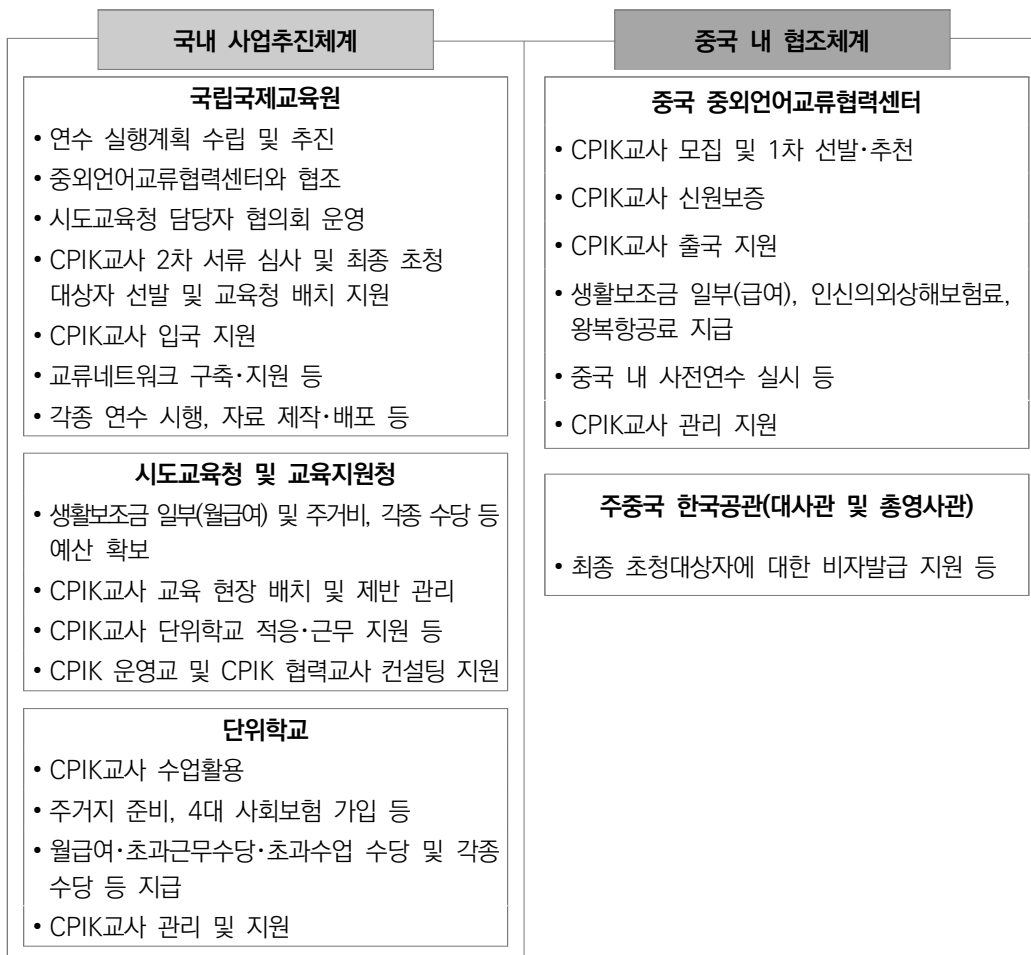 국내 사업추진체계
국립국제교육원
• 연수 실행계획 수립 및 추진
• 중외언어교류협력센터와 협조
• 시도교육청 담당자 협의회 운영
• CPIK교사 2차 서류 심사 및 최종 초청
대상자 선발 및 교육청 배치 지원
• CPIK교사 입국 지원
• 교류네트워크 구축·지원 등
• 각종 연수 시행, 자료 제작·배포 등
시도교육청 및 교육지원청
• 생활보조금 일부(월급여) 및 주거비, 각종 수당 등
예산 확보
• CPIK교사 교육 현장 배치 및 제반 관리
• CPIK교사 단위학교 적응·근무 지원 등
• CPIK 운영교 및 CPIK 협력교사 컨설팅 지원
단위학교
• CPIK교사 수업활용
• 주거지 준비, 4대 사회보험 가입 등
• 월급여·초과근무수당·초과수업 수당 및 각종
수당 등 지급
• CPIK교사 관리 및 지원
중국 내 협조체계
중국 중외언어교류협력센터
• CPIK교사 모집 및 1차 선발·추천
• CPIK교사 신원보증
• CPIK교사 출국 지원
• 생활보조금 일부(급여), 인신의외상해보험료,
왕복항공료 지급
• 중국 내 사전연수 실시 등
• CPIK교사 관리 지원
주중국 한국공관(대사관 및 총영사관)
• 최종 초청대상자에 대한 비자발급 지원 등